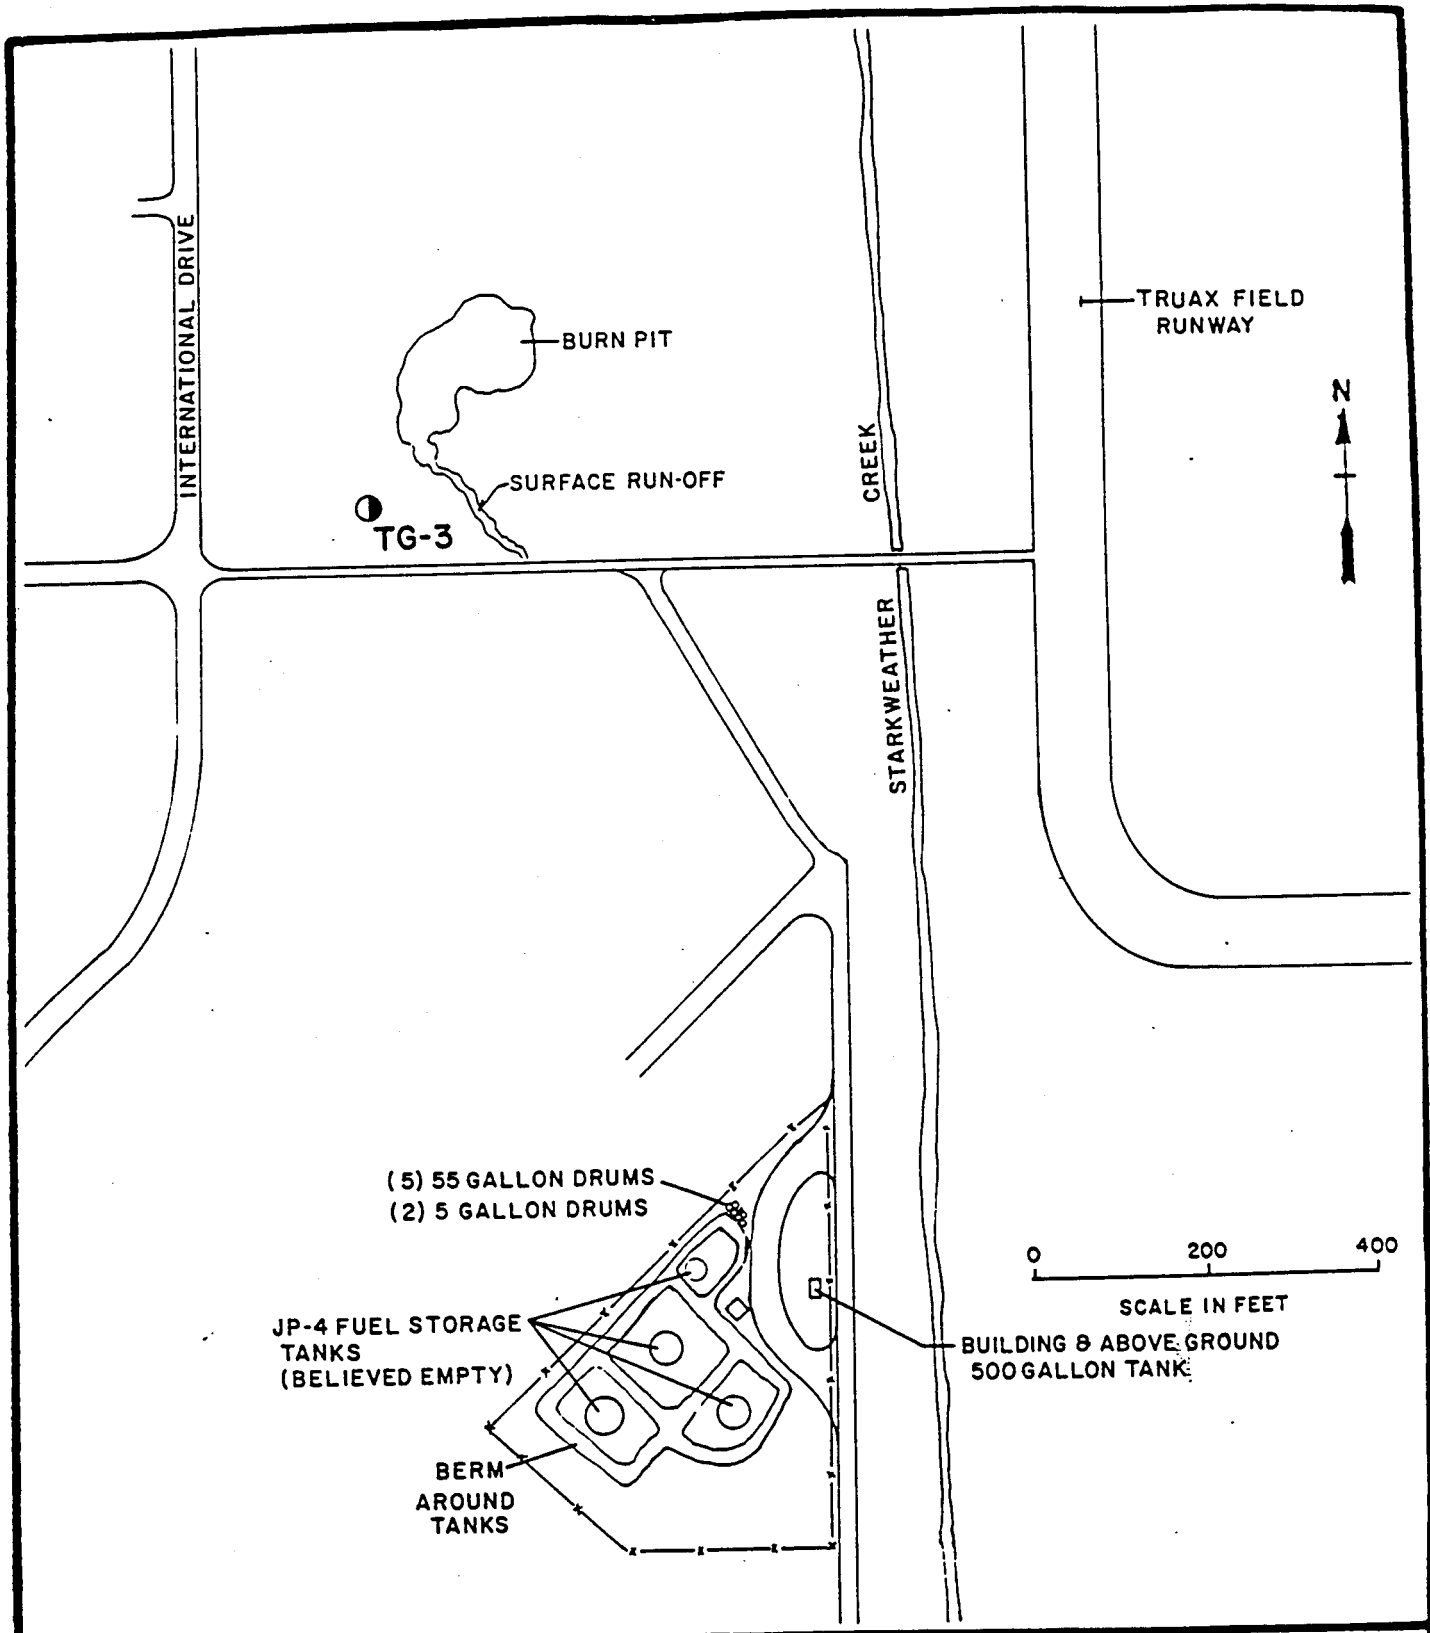 INTERNATIONAL DRIVE
TRUAX FIELD
RUNWAY
BURN PIT
N
CREEK
SURFACE RUN-OFF
TG-3
STARKWEATHER
(5) 55 GALLON DRUMS
(2) 5 GALLON DRUMS
0 200 400
SCALE IN FEET
JP-4 FUEL STORAGE
TANKS
(BELIEVED EMPTY)
BUILDING & ABOVE GROUND
500 GALLON TANK
BERM
AROUND
TANKS